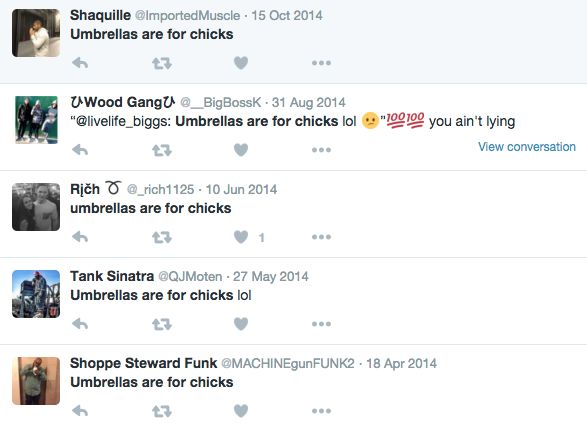 Shaquille @ImportedMuscle · 15 Oct 2014
Umbrellas are for chicks
ひWood Gangひ @__BigBossK · 31 Aug 2014
“@livelife_biggs: Umbrellas are for chicks lol 😕”💯💯 you ain't lying
View conversation
Rįčh ➰ @_rich1125 · 10 Jun 2014
umbrellas are for chicks
1
Tank Sinatra @QJMoten · 27 May 2014
Umbrellas are for chicks lol
Shoppe Steward Funk @MACHINEgunFUNK2 · 18 Apr 2014
Umbrellas are for chicks